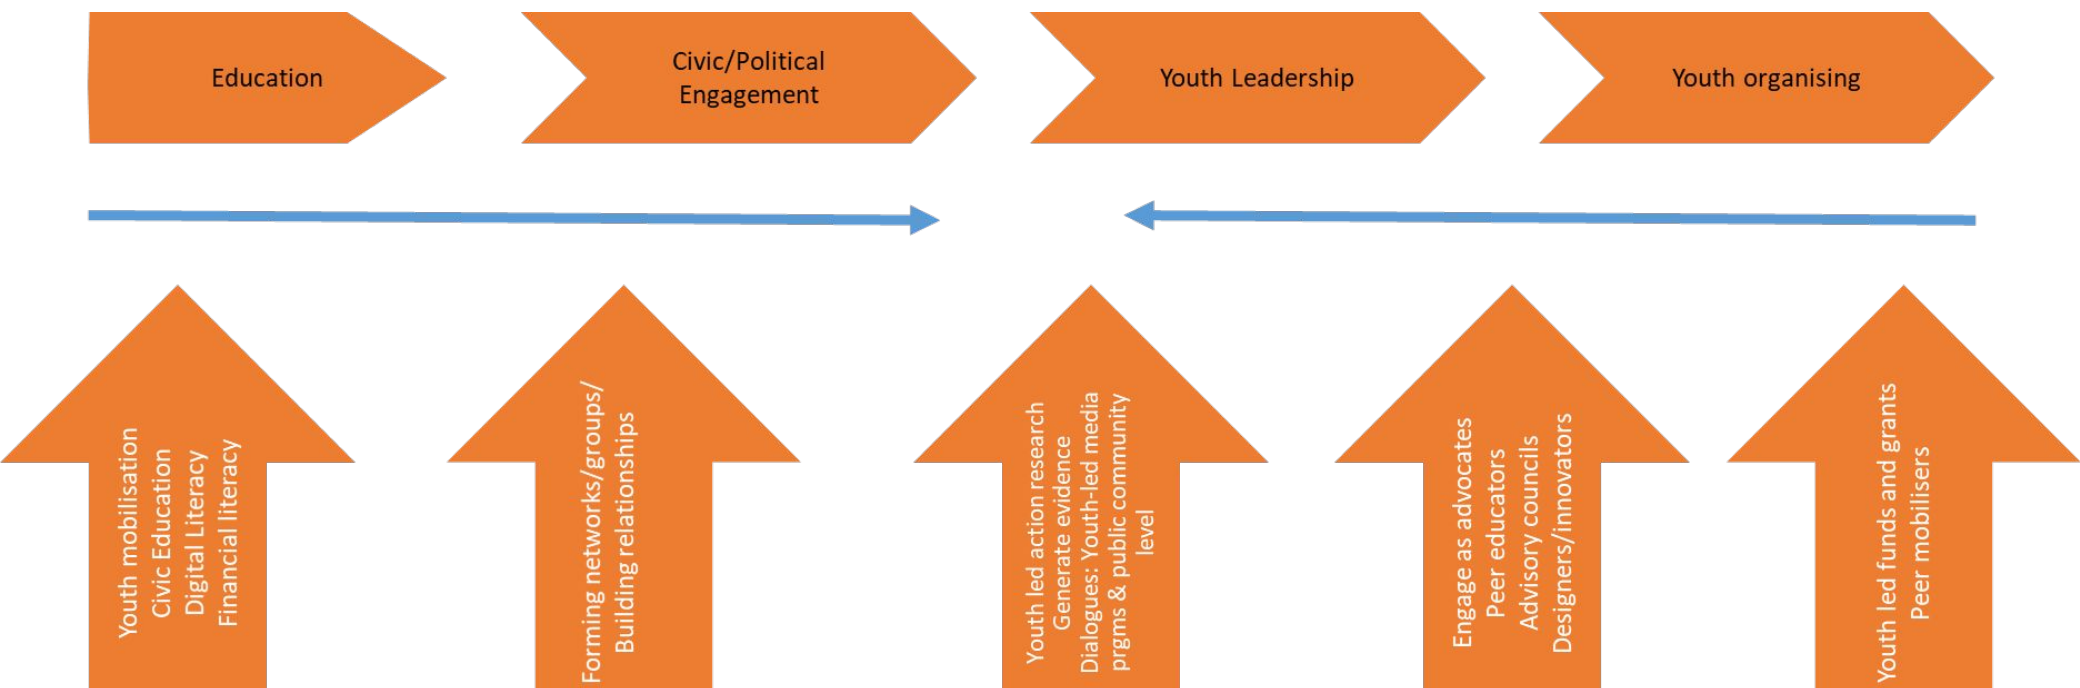 Education
Civic/Political
Engagement
Youth Leadership
Youth organising
Youth mobilisation
Civic Education
Digital Literacy
Financial literacy
Forming networks/groups/
Building relationships
Youth led action research
Generate evidence
Dialogues: Youth-led media
prgms & public community
level
Engage as advocates
Peer educators
Advisory councils
Designers/innovators
Youth led funds and grants
Peer mobilisers